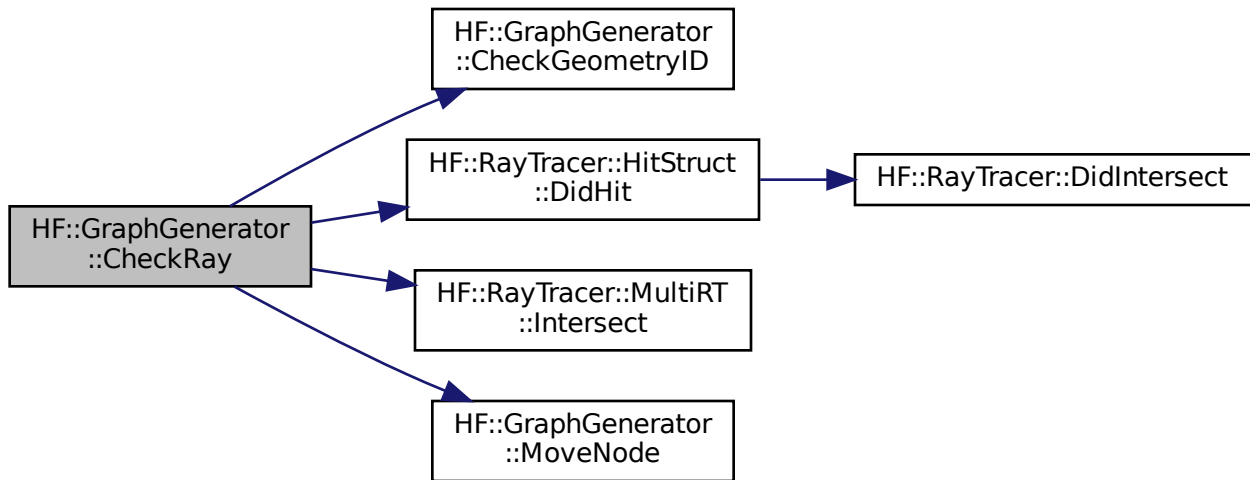 HF::GraphGenerator
::CheckGeometryID
HF::RayTracer::HitStruct
::DidHit
HF::RayTracer::DidIntersect
HF::GraphGenerator
::CheckRay
HF::RayTracer::MultiRT
::Intersect
HF::GraphGenerator
::MoveNode